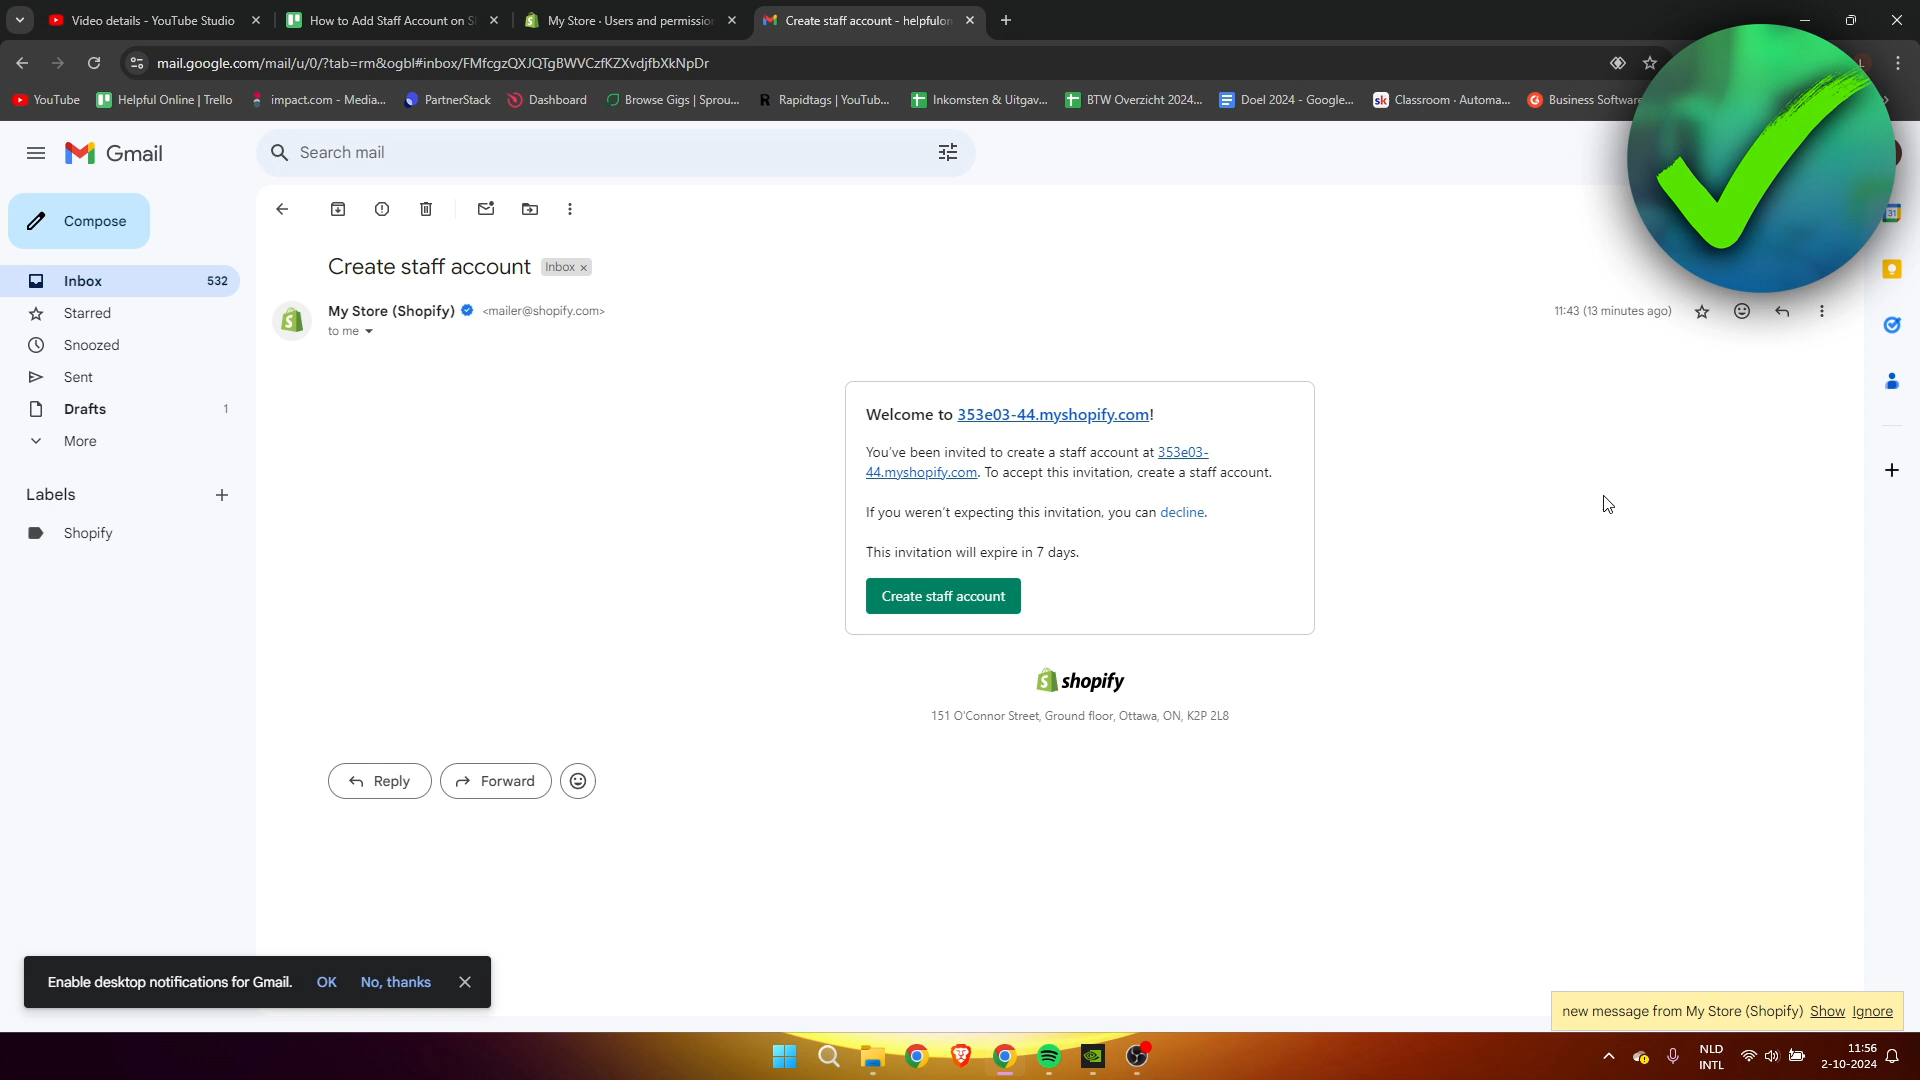 Video details - YouTube Studio
How to Add Staff Account on S
My Store · Users and permission
Create staff account - helpfulon
mail.google.com/mail/u/0/?tab=rm&ogbl#inbox/FMfcgzQXJQTgBWVCzfKZXvdjfbXkNpDr
YouTube
Helpful Online | Trello
impact.com - Media...
PartnerStack
Dashboard
Browse Gigs | Sprou...
Rapidtags | YouTub...
Inkomsten & Uitgav...
BTW Overzicht 2024...
Doel 2024 - Google...
Classroom · Automa...
Business Software
Gmail
Search mail
Compose
Inbox 532
Starred
Snoozed
Sent
Drafts 1
More
Labels
Shopify
Create staff account Inbox
My Store (Shopify) <mailer@shopify.com>
to me
11:43 (13 minutes ago)
Welcome to 353e03-44.myshopify.com!
You've been invited to create a staff account at 353e03-
44.myshopify.com. To accept this invitation, create a staff account.
If you weren't expecting this invitation, you can decline.
This invitation will expire in 7 days.
Create staff account
shopify
151 O'Connor Street, Ground floor, Ottawa, ON, K2P 2L8
Reply
Forward
Enable desktop notifications for Gmail. OK No, thanks
new message from My Store (Shopify) Show Ignore
NLD
INTL
11:56
2-10-2024